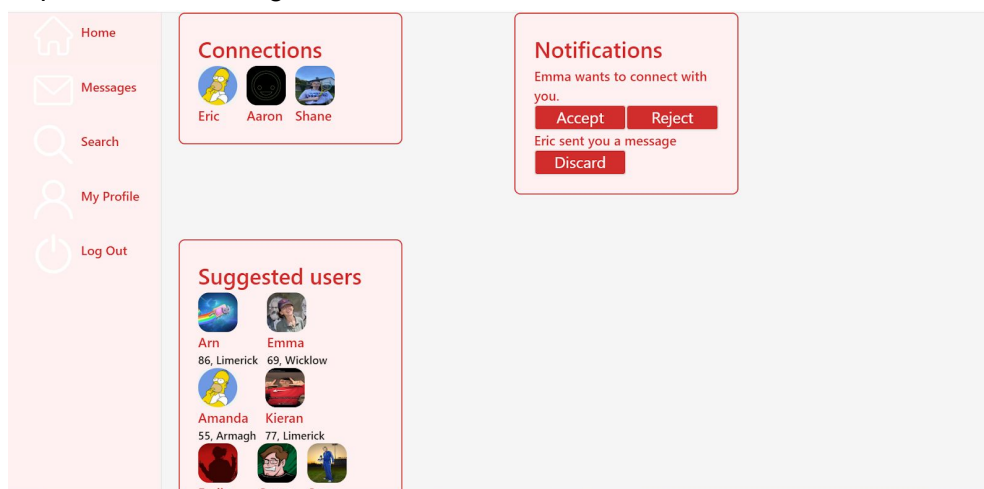 Home
Messages
Search
My Profile
Log Out
Connections
Eric Aaron Shane
Notifications
Emma wants to connect with
you.
Accept Reject
Eric sent you a message
Discard
Suggested users
Arn Emma
86, Limerick 69, Wicklow
Amanda Kieran
55, Armagh 77, Limerick